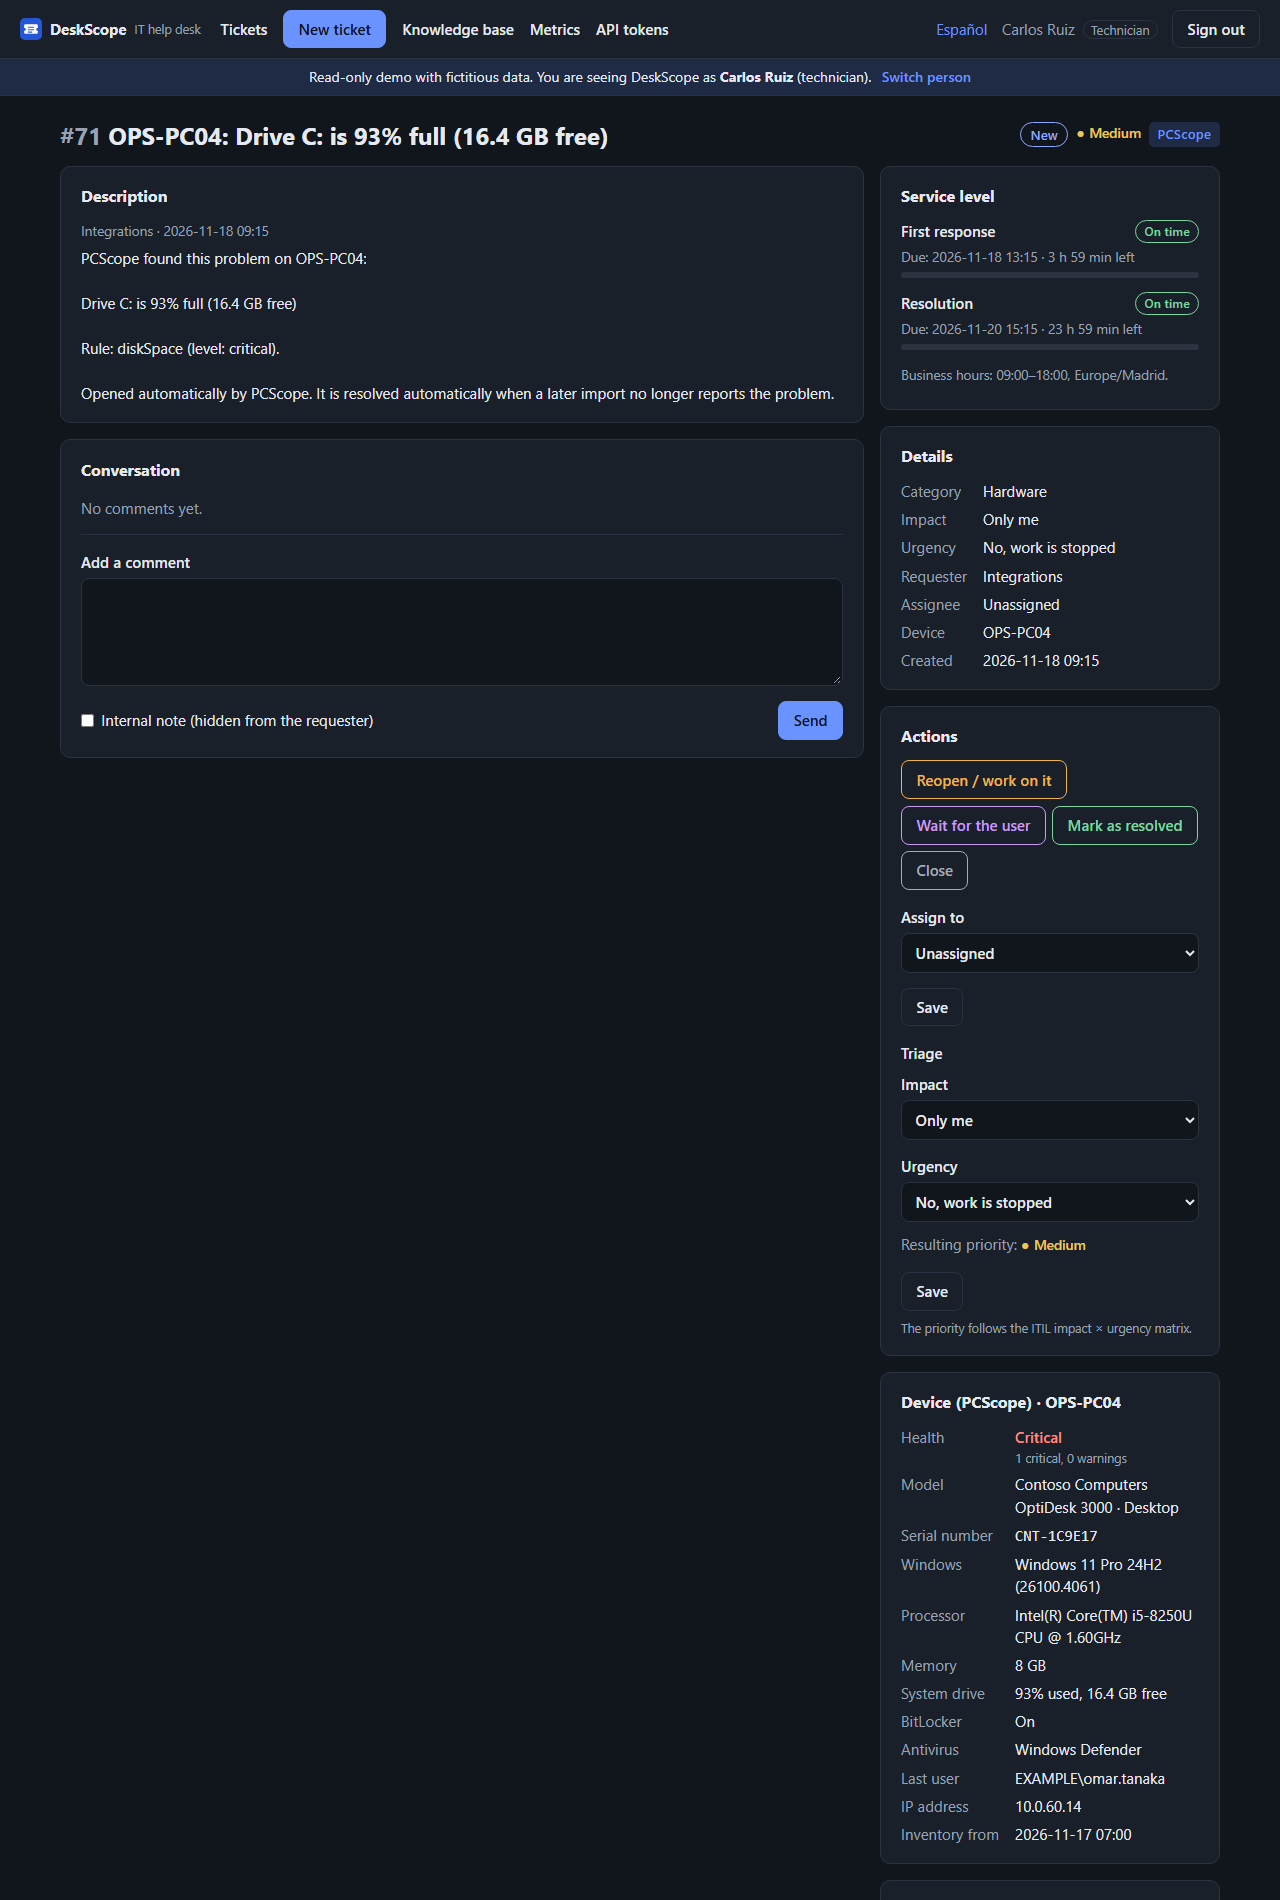 DeskScope IT help desk Tickets New ticket Knowledge base Metrics API tokens Español Carlos Ruiz Technician Sign out
Read-only demo with fictitious data. You are seeing DeskScope as Carlos Ruiz (technician). Switch person
#71 OPS-PC04: Drive C: is 93% full (16.4 GB free)
New ● Medium PCScope
Description
Integrations · 2026-11-18 09:15
PCScope found this problem on OPS-PC04:
Drive C: is 93% full (16.4 GB free)
Rule: diskSpace (level: critical).
Opened automatically by PCScope. It is resolved automatically when a later import no longer reports the problem.
Conversation
No comments yet.
Add a comment
Internal note (hidden from the requester)
Send
Service level
First response On time
Due: 2026-11-18 13:15 · 3 h 59 min left
Resolution On time
Due: 2026-11-20 15:15 · 23 h 59 min left
Business hours: 09:00–18:00, Europe/Madrid.
Details
Category Hardware
Impact Only me
Urgency No, work is stopped
Requester Integrations
Assignee Unassigned
Device OPS-PC04
Created 2026-11-18 09:15
Actions
Reopen / work on it
Wait for the user Mark as resolved
Close
Assign to
Unassigned
Save
Triage
Impact
Only me
Urgency
No, work is stopped
Resulting priority: ● Medium
Save
The priority follows the ITIL impact × urgency matrix.
Device (PCScope) · OPS-PC04
Health Critical
1 critical, 0 warnings
Model Contoso Computers
OptiDesk 3000 · Desktop
Serial number CNT-1C9E17
Windows Windows 11 Pro 24H2
(26100.4061)
Processor Intel(R) Core(TM) i5-8250U
CPU @ 1.60GHz
Memory 8 GB
System drive 93% used, 16.4 GB free
BitLocker On
Antivirus Windows Defender
Last user EXAMPLE\omar.tanaka
IP address 10.0.60.14
Inventory from 2026-11-17 07:00